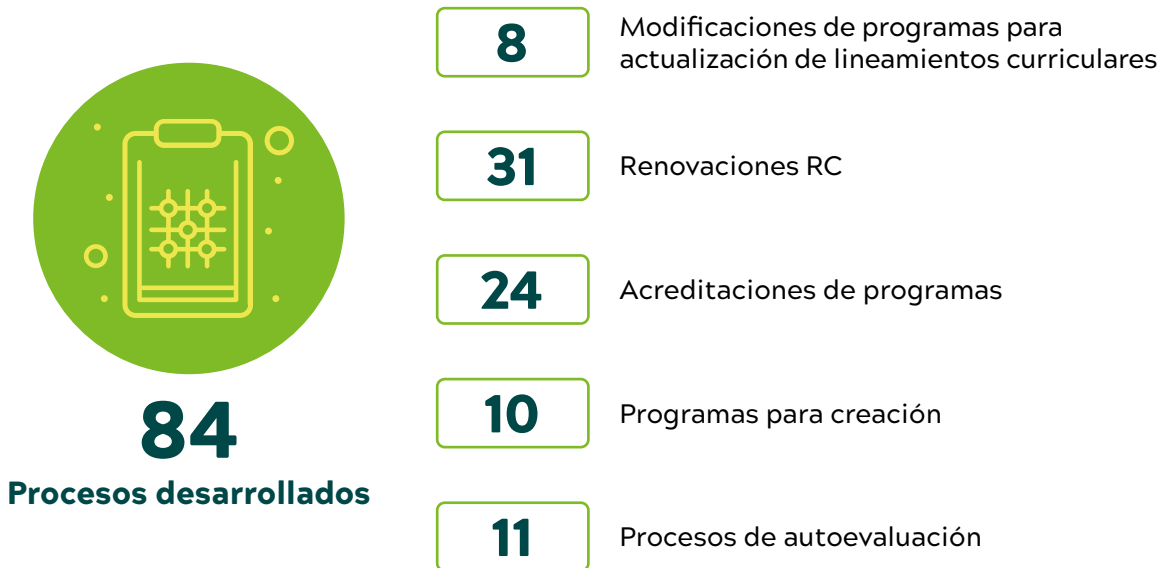 84
Procesos desarrollados
8
Modificaciones de programas para
actualización de lineamientos curriculares
31
Renovaciones RC
24
Acreditaciones de programas
10
Programas para creación
11
Procesos de autoevaluación